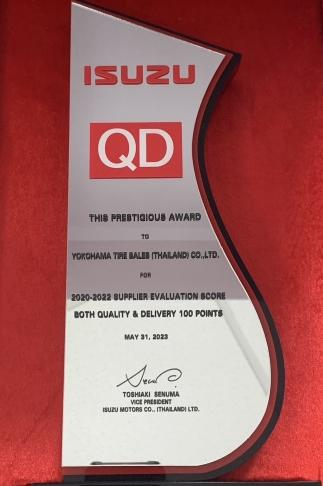 ISUZU
QD
THIS PRESTIGIOUS AWARD
TO
YOKOHAMA TIRE SALES (THAILAND) CO.,LTD.
FOR
2020-2022 SUPPLIER EVALUATION SCORE
BOTH QUALITY & DELIVERY 100 POINTS
MAY 31, 2023
TOSHIAKI SENUMA
VICE PRESIDENT
ISUZU MOTORS CO., (THAILAND) LTD.